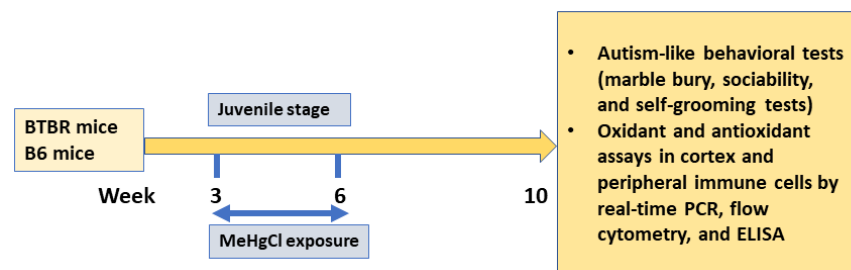 Juvenile stage
BTBR mice
B6 mice
Week 3 6 10
MeHgCl exposure
• Autism-like behavioral tests
(marble bury, sociability,
and self-grooming tests)
• Oxidant and antioxidant
assays in cortex and
peripheral immune cells by
real-time PCR, flow
cytometry, and ELISA